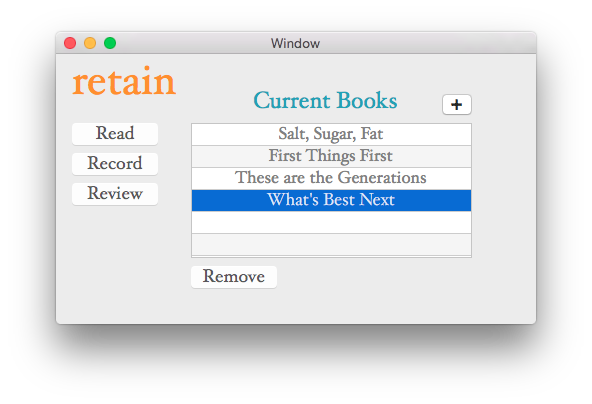 Window
retain
Current Books
+
Read
Record
Review
Salt, Sugar, Fat
First Things First
These are the Generations
What's Best Next
Remove